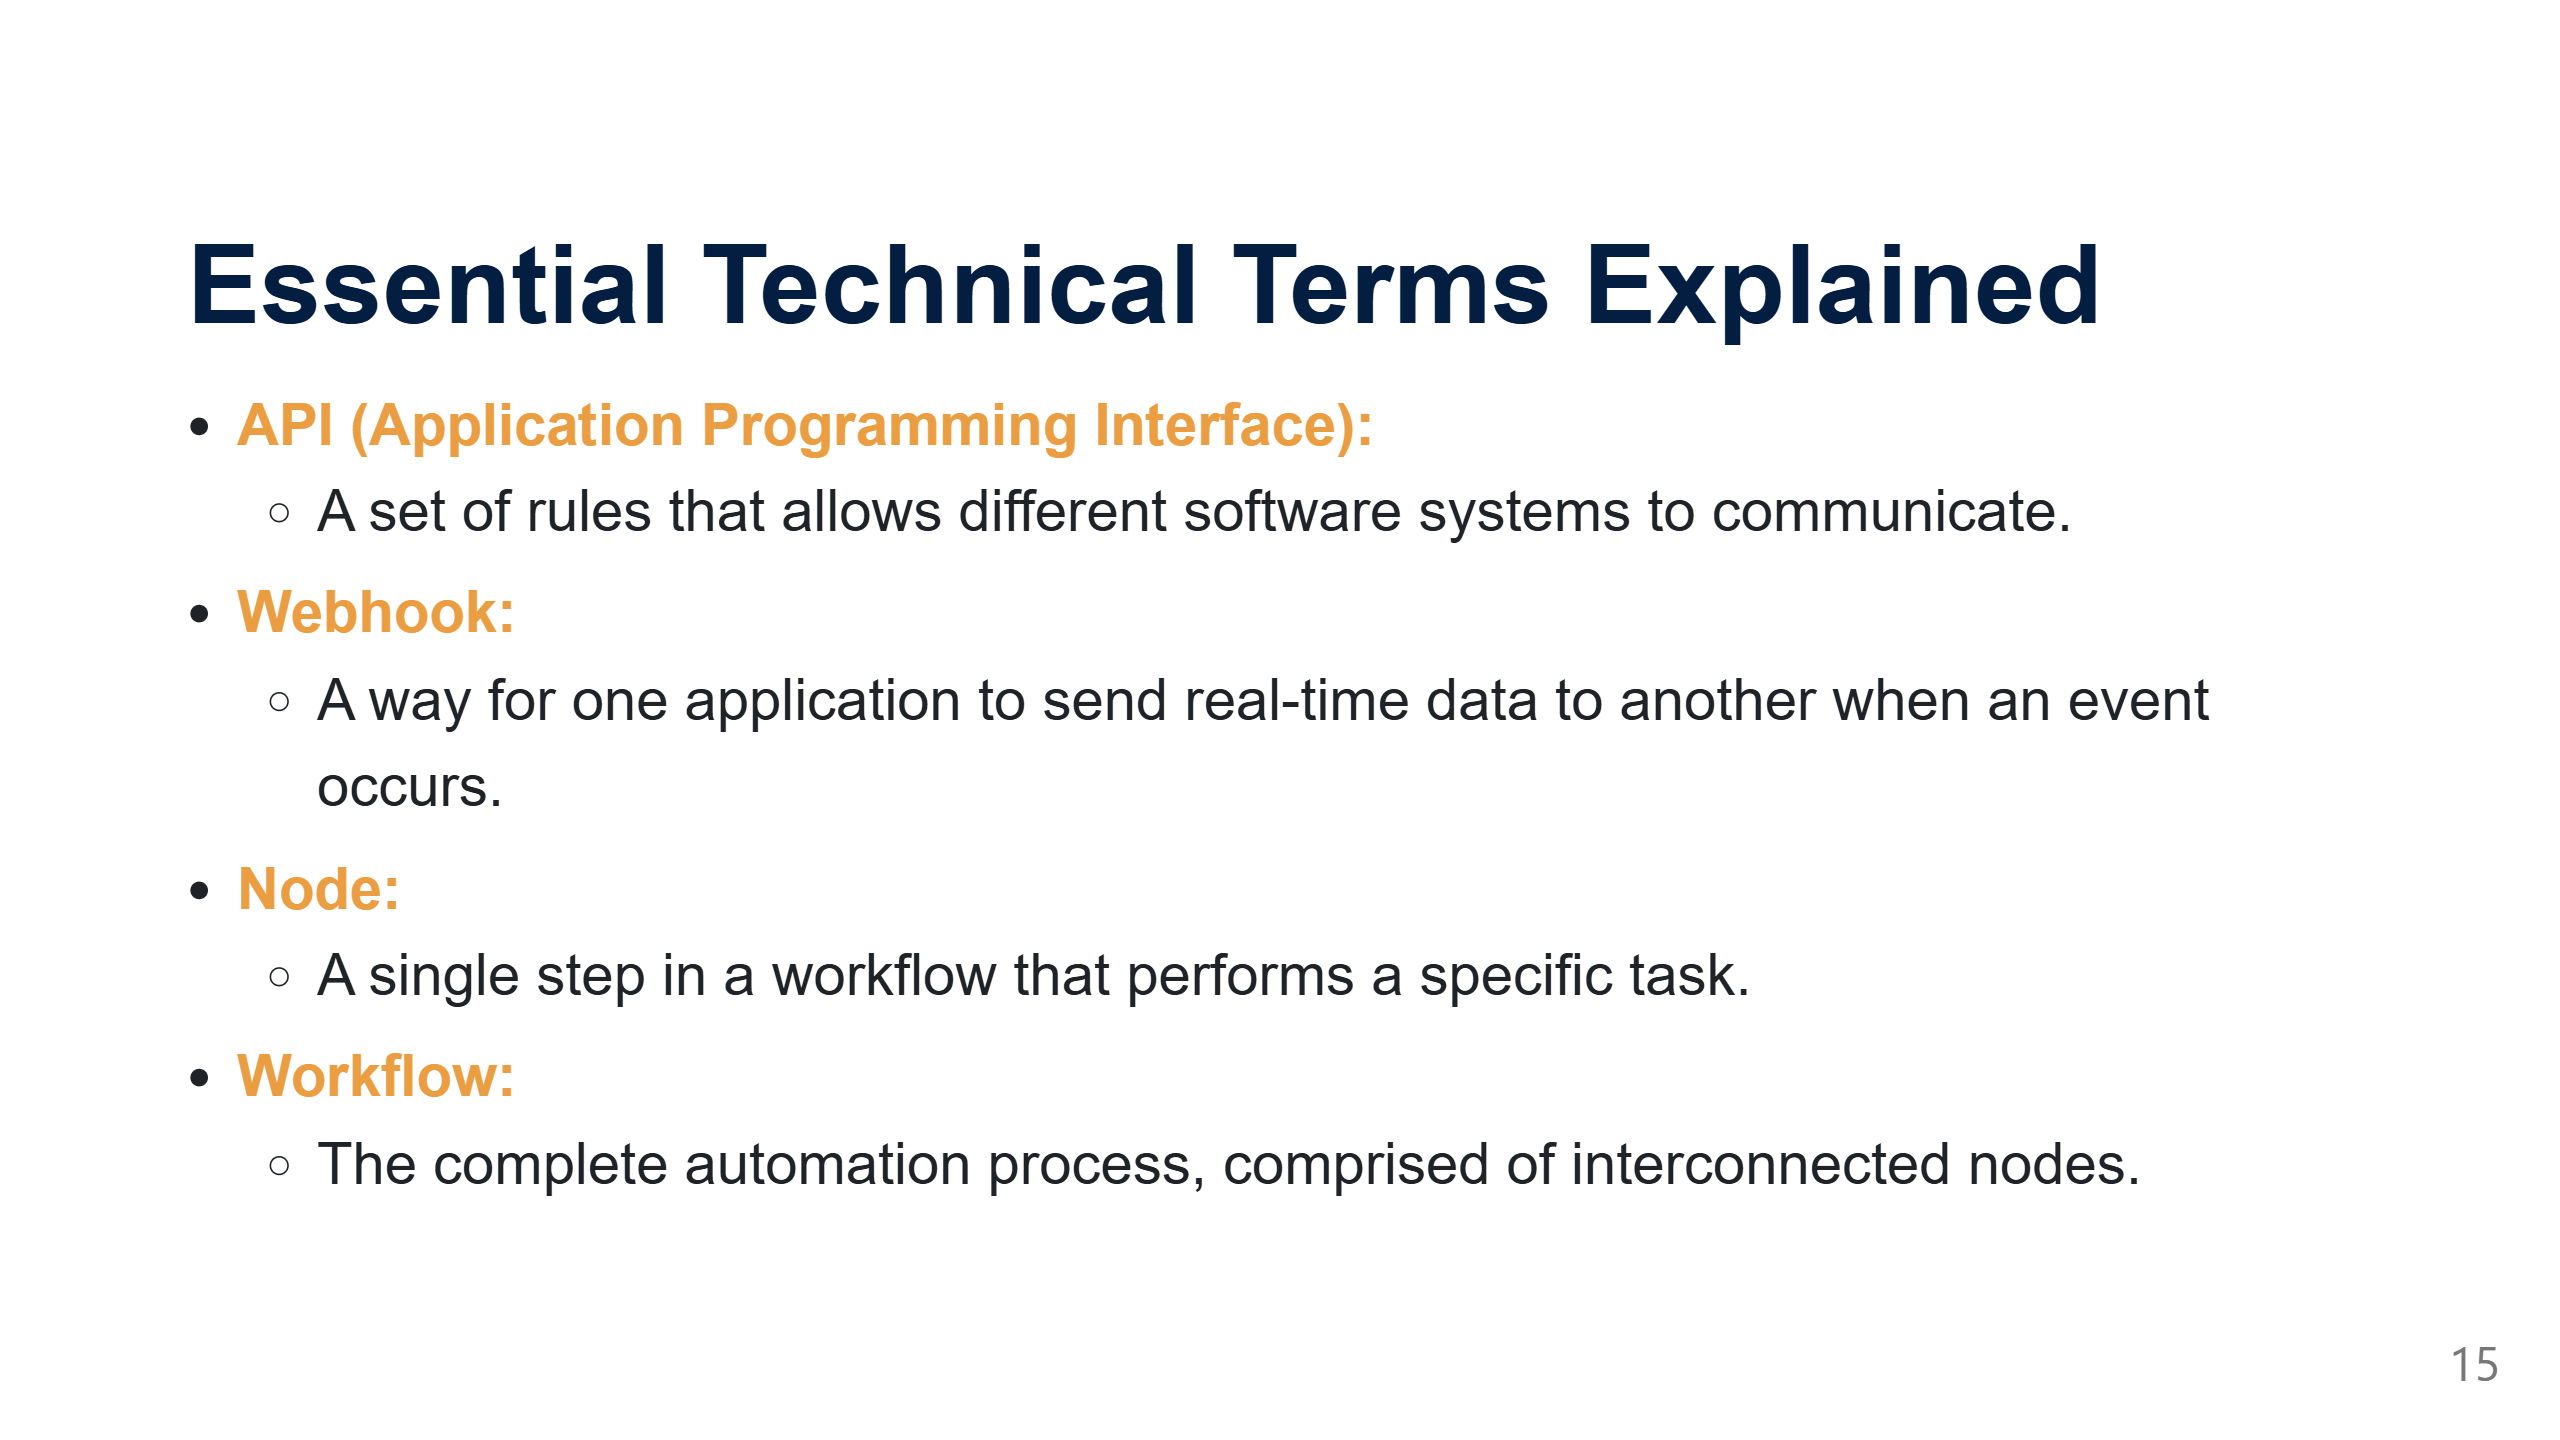 Essential Technical Terms Explained
• API (Application Programming Interface):
○ A set of rules that allows different software systems to communicate.
• Webhook:
○ A way for one application to send real-time data to another when an event
occurs.
• Node:
○ A single step in a workflow that performs a specific task.
• Workflow:
○ The complete automation process, comprised of interconnected nodes.
15